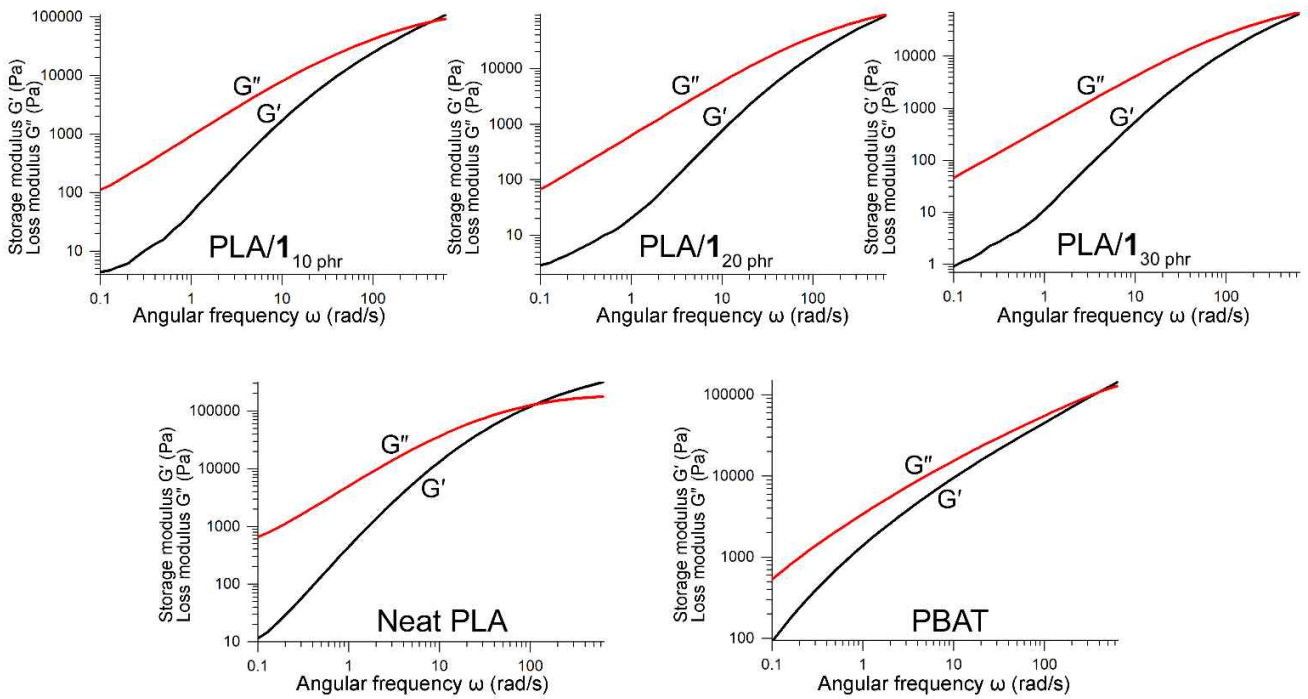 Storage modulus G′ (Pa)
Loss modulus G″ (Pa)
100000
10000
1000
100
10
G″
G′
PLA/1 10 phr
0.1
1
10
100
Angular frequency ω (rad/s)
Storage modulus G′ (Pa)
Loss modulus G″ (Pa)
10000
1000
100
10
G″
G′
PLA/1 20 phr
0.1
1
10
100
Angular frequency ω (rad/s)
Storage modulus G′ (Pa)
Loss modulus G″ (Pa)
10000
1000
100
10
1
G″
G′
PLA/1 30 phr
0.1
1
10
100
Angular frequency ω (rad/s)
Storage modulus G′ (Pa)
Loss modulus G″ (Pa)
100000
10000
1000
100
10
G″
G′
Neat PLA
0.1
1
10
100
Angular frequency ω (rad/s)
Storage modulus G′ (Pa)
Loss modulus G″ (Pa)
100000
10000
1000
100
G″
G′
PBAT
0.1
1
10
100
Angular frequency ω (rad/s)